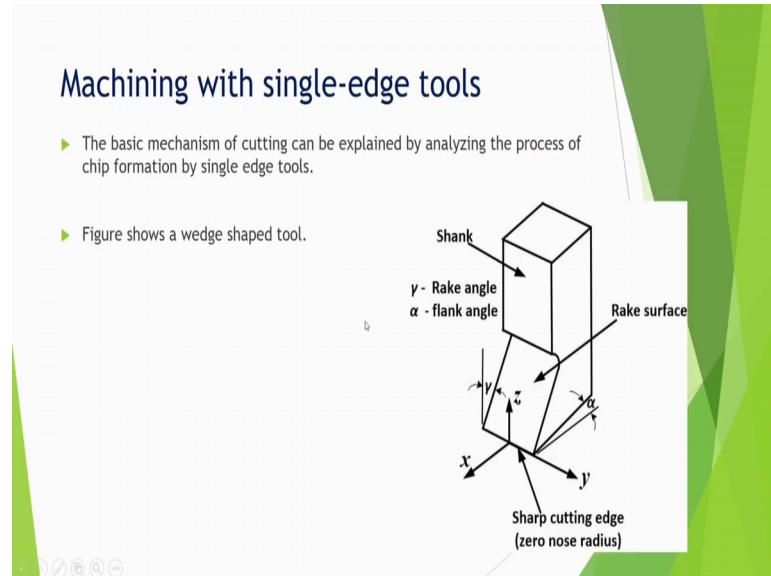 Machining with single-edge tools
The basic mechanism of cutting can be explained by analyzing the process of
chip formation by single edge tools.
Figure shows a wedge shaped tool.
Shank
γ - Rake angle
α - flank angle
Rake surface
γ
z
α
x
y
Sharp cutting edge
(zero nose radius)